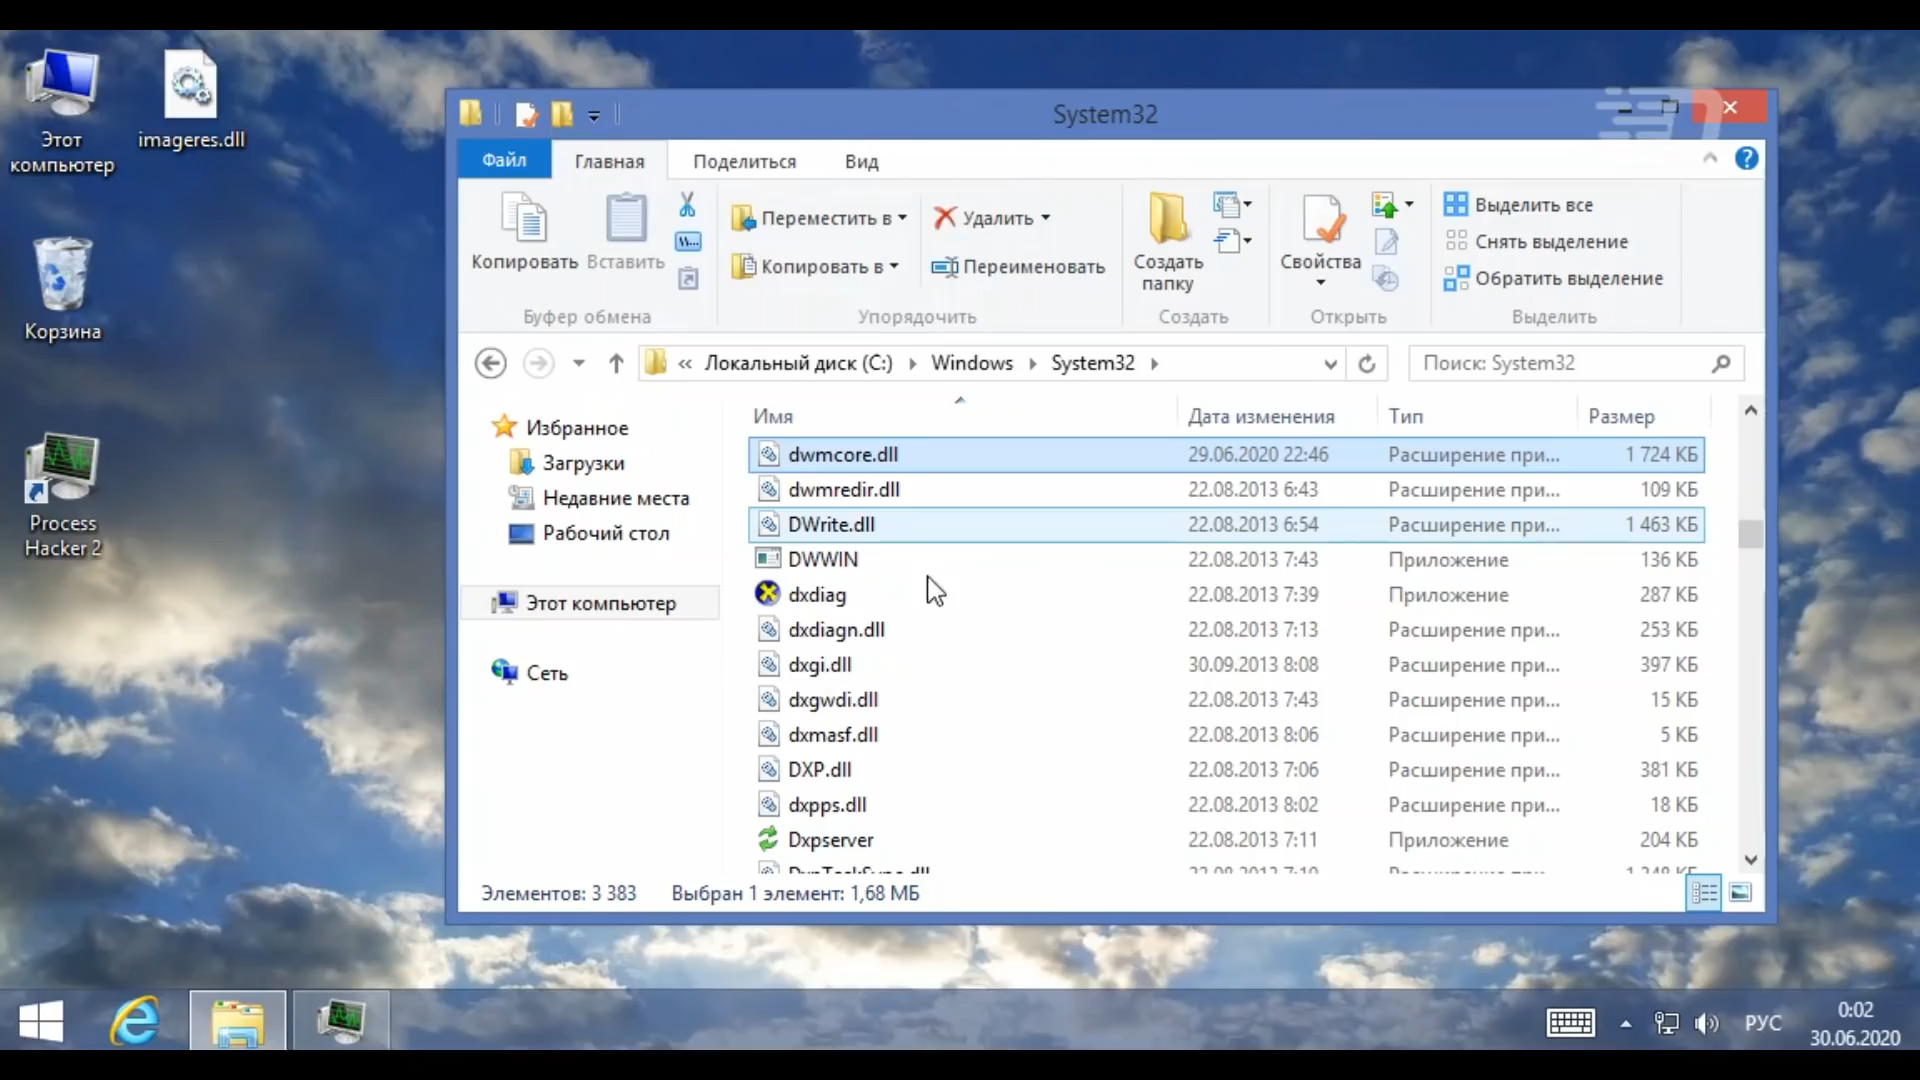 Этот
компьютер
imageres.dll
Корзина
Process
Hacker 2
System32
Файл
Главная
Поделиться
Вид
Копировать
Вставить
Переместить в
Копировать в
Удалить
Переименовать
Создать
папку
Свойства
Выделить все
Снять выделение
Обратить выделение
Буфер обмена
Упорядочить
Создать
Открыть
Выделить
« Локальный диск (C:) Windows System32
Поиск: System32
Избранное
Загрузки
Недавние места
Рабочий стол
Этот компьютер
Сеть
Имя Дата изменения Тип Размер
dwmcore.dll 29.06.2020 22:46 Расширение при... 1 724 КБ
dwmredir.dll 22.08.2013 6:43 Расширение при... 109 КБ
DWrite.dll 22.08.2013 6:54 Расширение при... 1 463 КБ
DWWIN 22.08.2013 7:43 Приложение 136 КБ
dxdiag 22.08.2013 7:39 Приложение 287 КБ
dxdiagn.dll 22.08.2013 7:13 Расширение при... 253 КБ
dxgi.dll 30.09.2013 8:08 Расширение при... 397 КБ
dxgwdi.dll 22.08.2013 7:43 Расширение при... 15 КБ
dxmasf.dll 22.08.2013 8:06 Расширение при... 5 КБ
DXP.dll 22.08.2013 7:06 Расширение при... 381 КБ
dxpps.dll 22.08.2013 8:02 Расширение при... 18 КБ
Dxpserver 22.08.2013 7:11 Приложение 204 КБ
Элементов: 3 383
Выбран 1 элемент: 1,68 МБ
РУС
0:02
30.06.2020